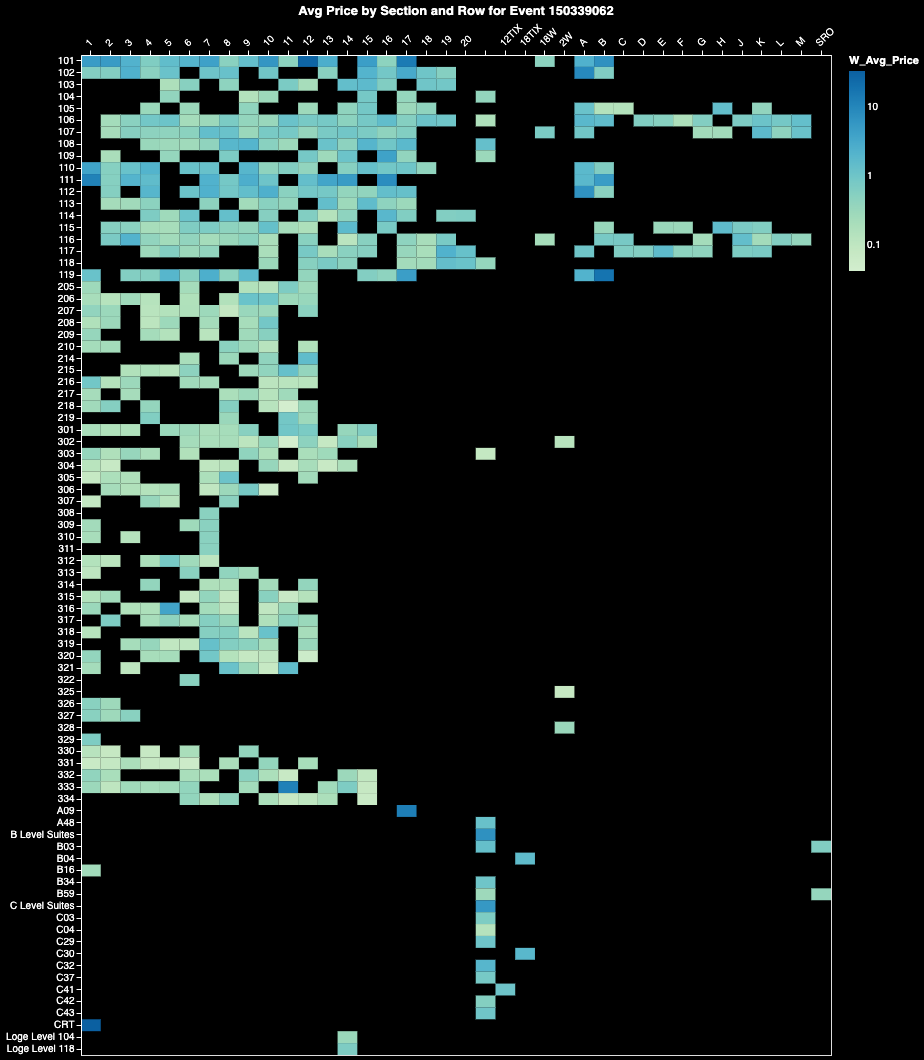 Avg Price by Section and Row for Event 150339062
1 2 3 4 5 6 7 8 9 10 11 12 13 14 15 16 17 18 19 20 12TIX 18TIX 18W 2W A B C D E F G H J K L M SRO
W_Avg_Price
10
1
0.1
101
102
103
104
105
106
107
108
109
110
111
112
113
114
115
116
117
118
119
205
206
207
208
209
210
214
215
216
217
218
219
301
302
303
304
305
306
307
308
309
310
311
312
313
314
315
316
317
318
319
320
321
322
325
326
327
328
329
330
331
332
333
334
A09
A48
B Level Suites
B03
B04
B16
B34
B59
C Level Suites
C03
C04
C29
C30
C32
C37
C41
C42
C43
CRT
Loge Level 104
Loge Level 118